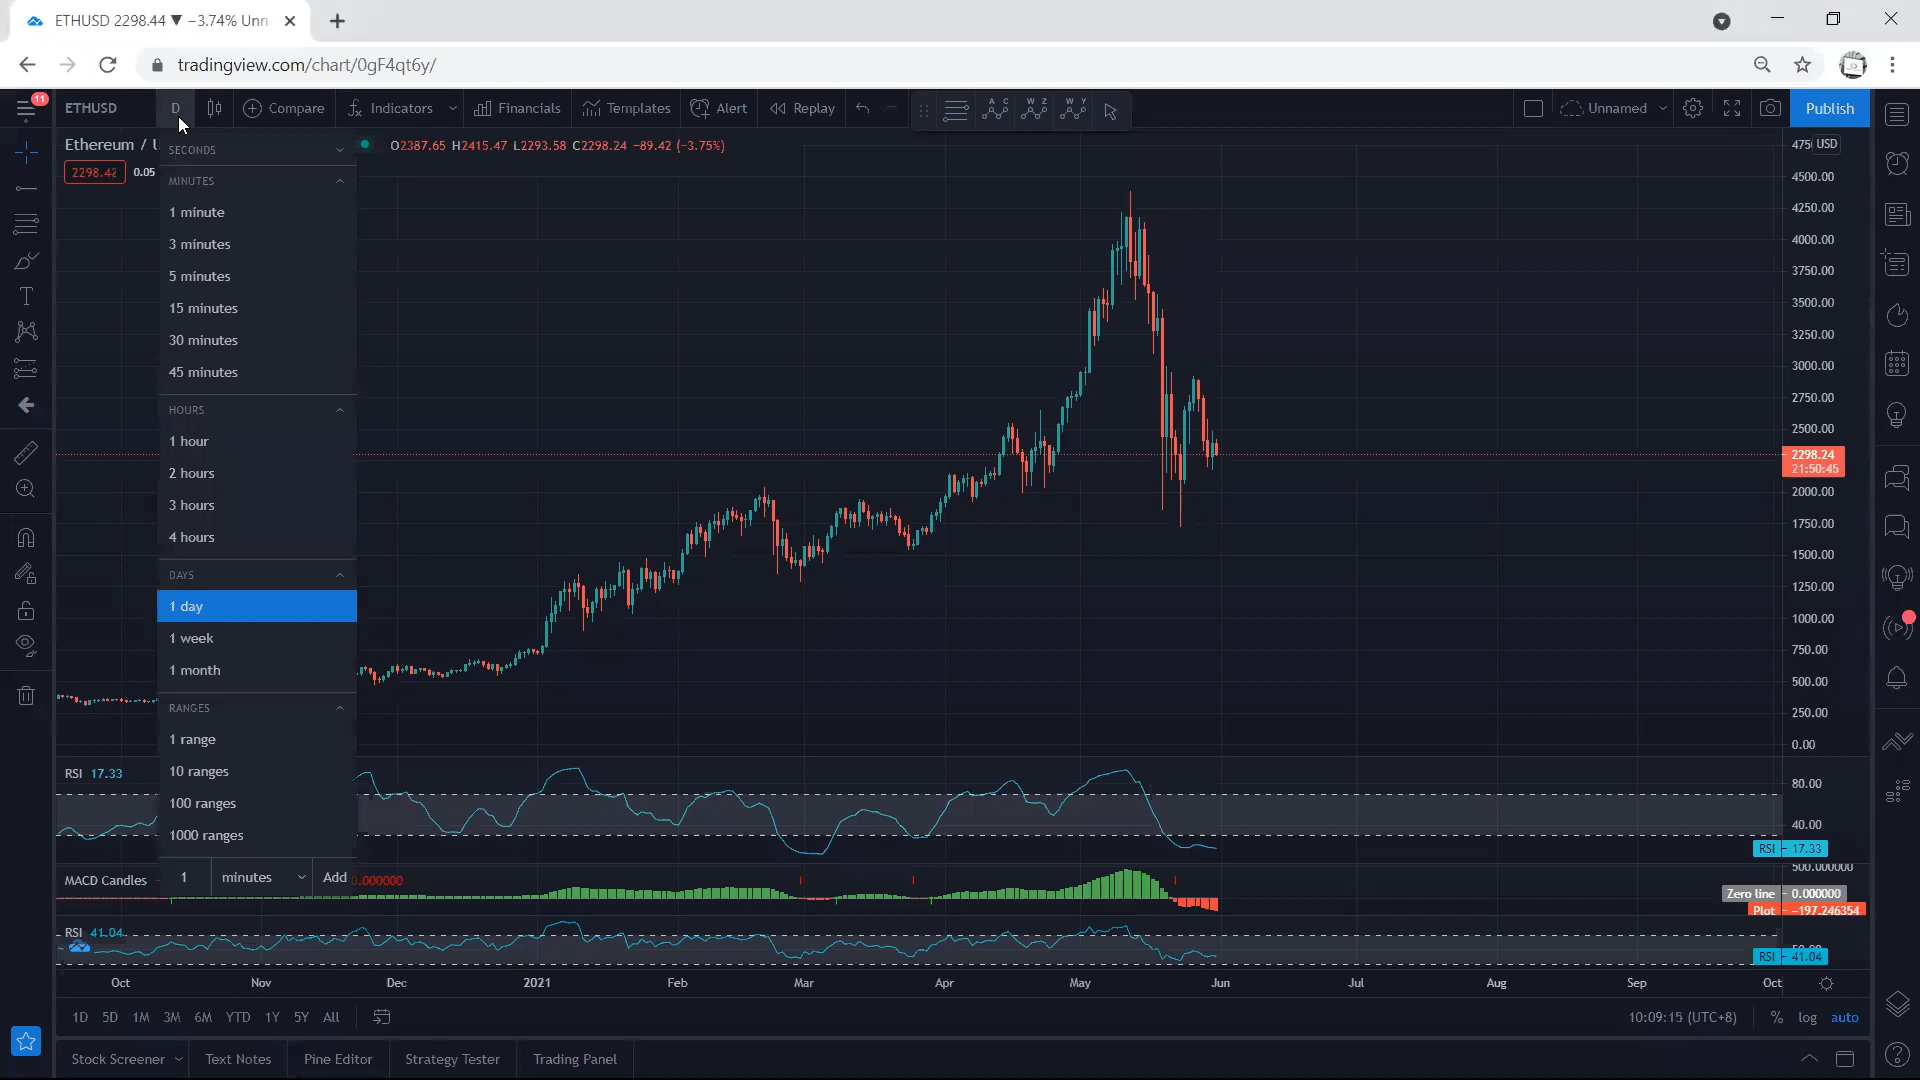 ETHUSD 2298.44 ▼ −3.74% Unn
tradingview.com/chart/0gF4qt6y/
11
ETHUSD D Compare Indicators Financials Templates Alert Replay A C W Z W Y Unnamed Publish
Ethereum / U
O2387.65 H2415.47 L2293.58 C2298.24 −89.42 (−3.75%)
2298.42 0.05
SECONDS
MINUTES
1 minute
3 minutes
5 minutes
15 minutes
30 minutes
45 minutes
HOURS
1 hour
2 hours
3 hours
4 hours
DAYS
1 day
1 week
1 month
RANGES
1 range
10 ranges
100 ranges
1000 ranges
1 minutes Add
475 USD
4500.00
4250.00
4000.00
3750.00
3500.00
3250.00
3000.00
2750.00
2500.00
2298.24
21:50:45
2000.00
1750.00
1500.00
1250.00
1000.00
750.00
500.00
250.00
0.00
RSI 17.33
80.00
40.00
RSI 17.33
MACD Candles 0.000000
500.000000
Zero line 0.000000
Plot −197.246354
RSI 41.04
RSI 41.04
Oct Nov Dec 2021 Feb Mar Apr May Jun Jul Aug Sep Oct
1D 5D 1M 3M 6M YTD 1Y 5Y All
10:09:15 (UTC+8) % log auto
Stock Screener Text Notes Pine Editor Strategy Tester Trading Panel